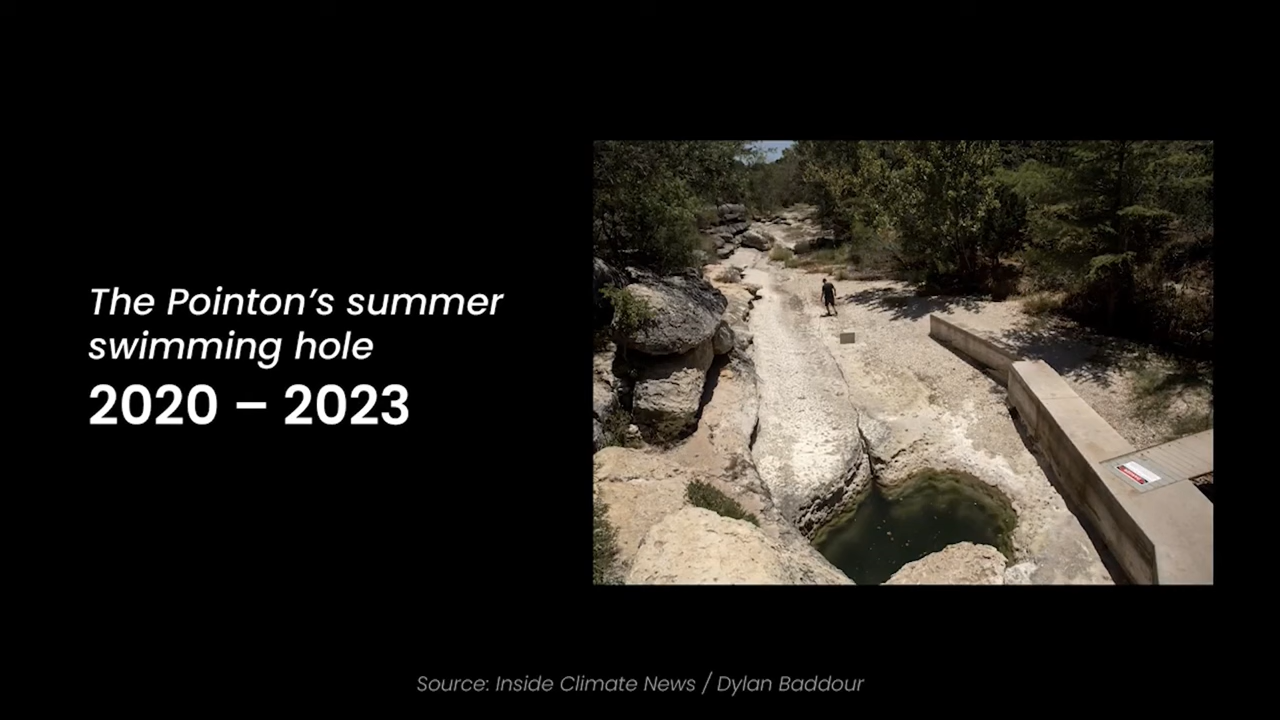 The Pointon’s summer
swimming hole
2020 – 2023
Source: Inside Climate News / Dylan Baddour